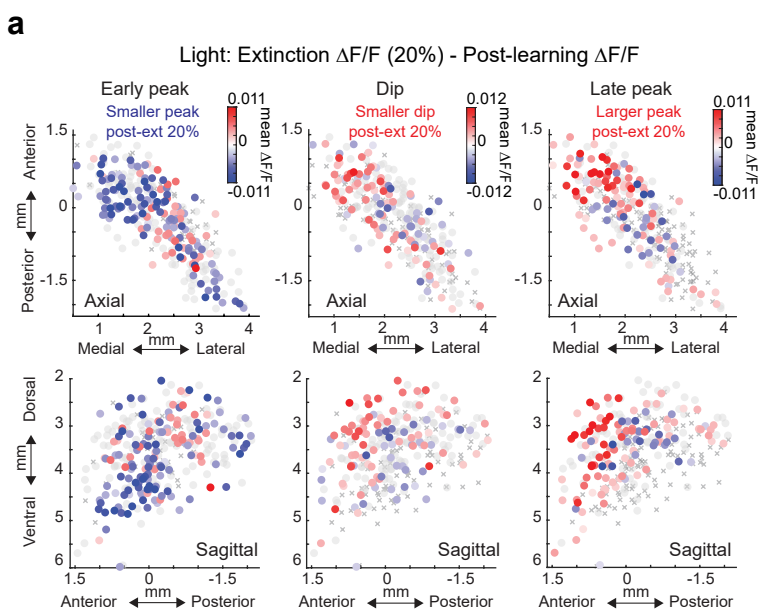 a
Light: Extinction ΔF/F (20%) - Post-learning ΔF/F
Early peak
Smaller peak
post-ext 20%
0.011
0
-0.011
mean ΔF/F
Dip
Smaller dip
post-ext 20%
0.012
0
-0.012
mean ΔF/F
Late peak
Larger peak
post-ext 20%
0.011
0
-0.011
mean ΔF/F
Anterior
mm
Posterior
1.5
0
-1.5
Axial
1 2 3 4
Medial mm Lateral
1.5
0
-1.5
Axial
1 2 3 4
Medial mm Lateral
1.5
0
-1.5
Axial
1 2 3 4
Medial mm Lateral
Dorsal
mm
Ventral
2
3
4
5
6
Sagittal
1.5 0 -1.5
Anterior mm Posterior
2
3
4
5
6
Sagittal
1.5 0 -1.5
Anterior mm Posterior
2
3
4
5
6
Sagittal
1.5 0 -1.5
Anterior mm Posterior